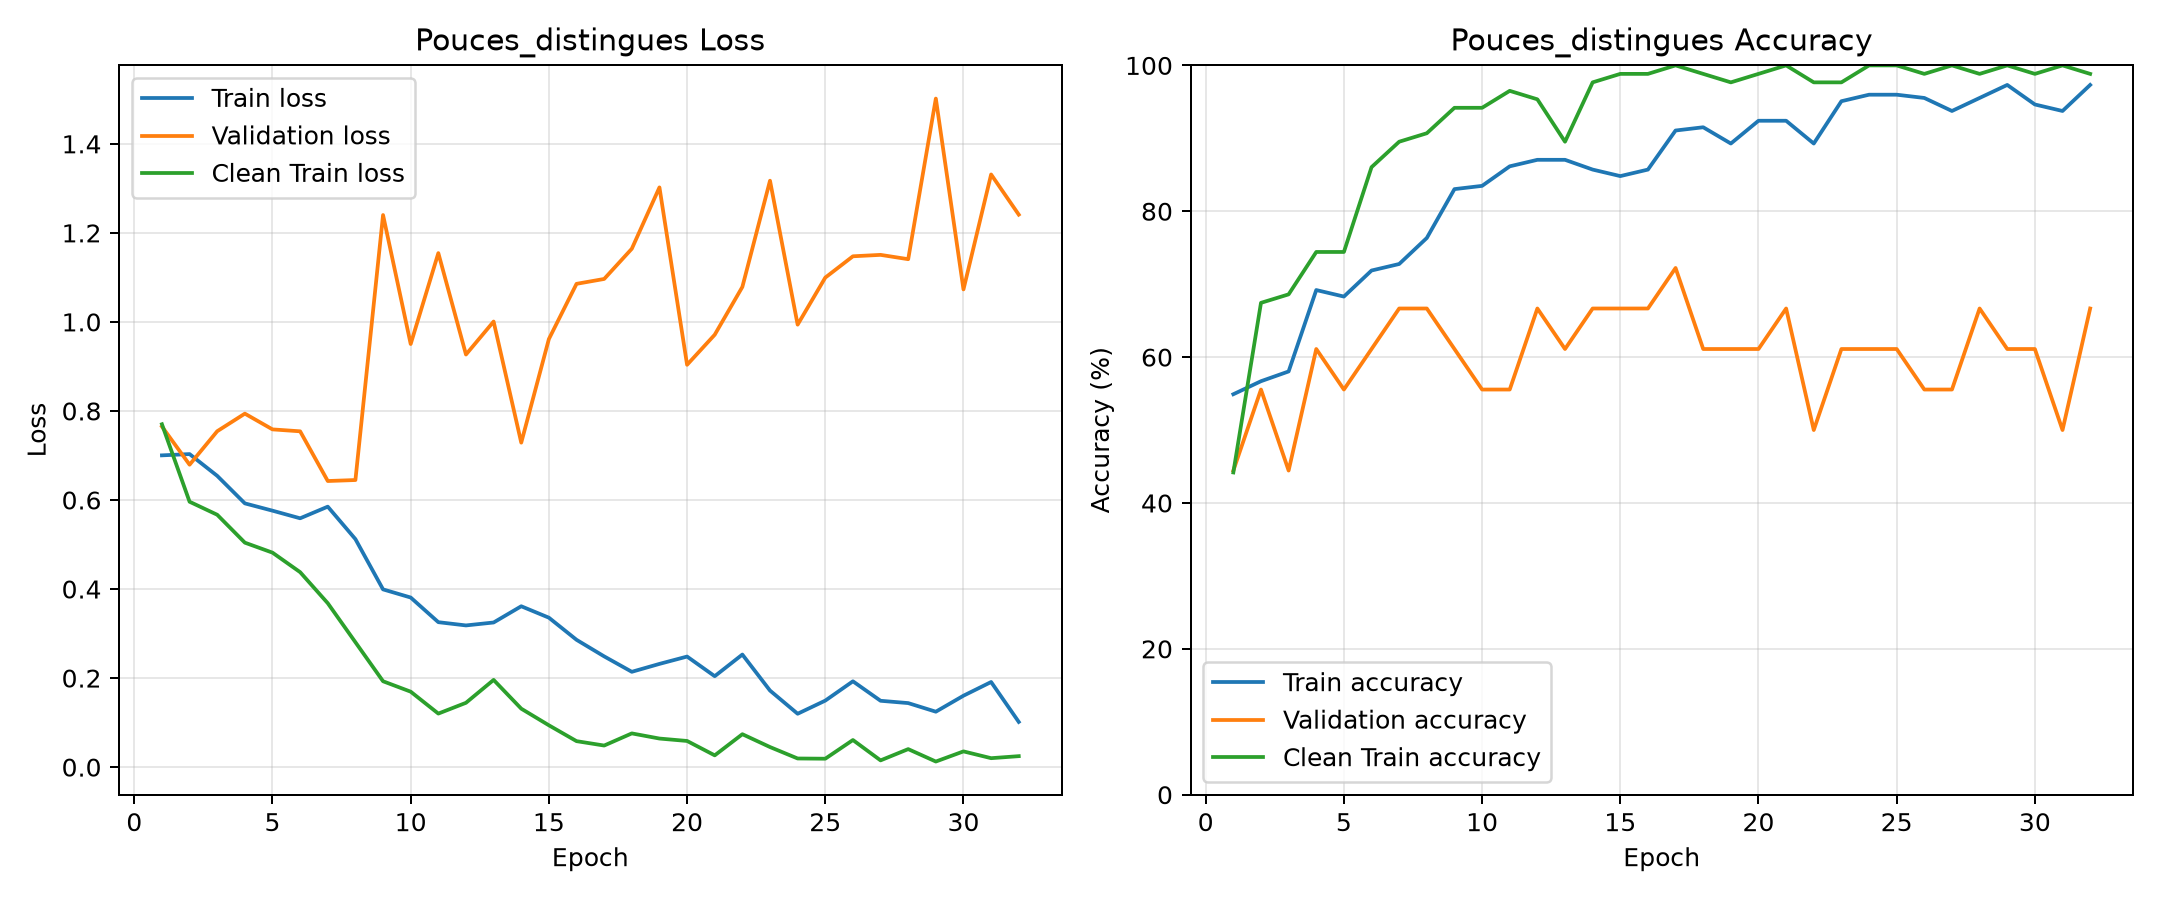 Pouces_distingues Loss
Train loss
Validation loss
Clean Train loss
1.4
1.2
1.0
0.8
0.6
0.4
0.2
0.0
Loss
0 5 10 15 20 25 30
Epoch
Pouces_distingues Accuracy
100
80
60
40
20
0
Accuracy (%)
Train accuracy
Validation accuracy
Clean Train accuracy
0 5 10 15 20 25 30
Epoch